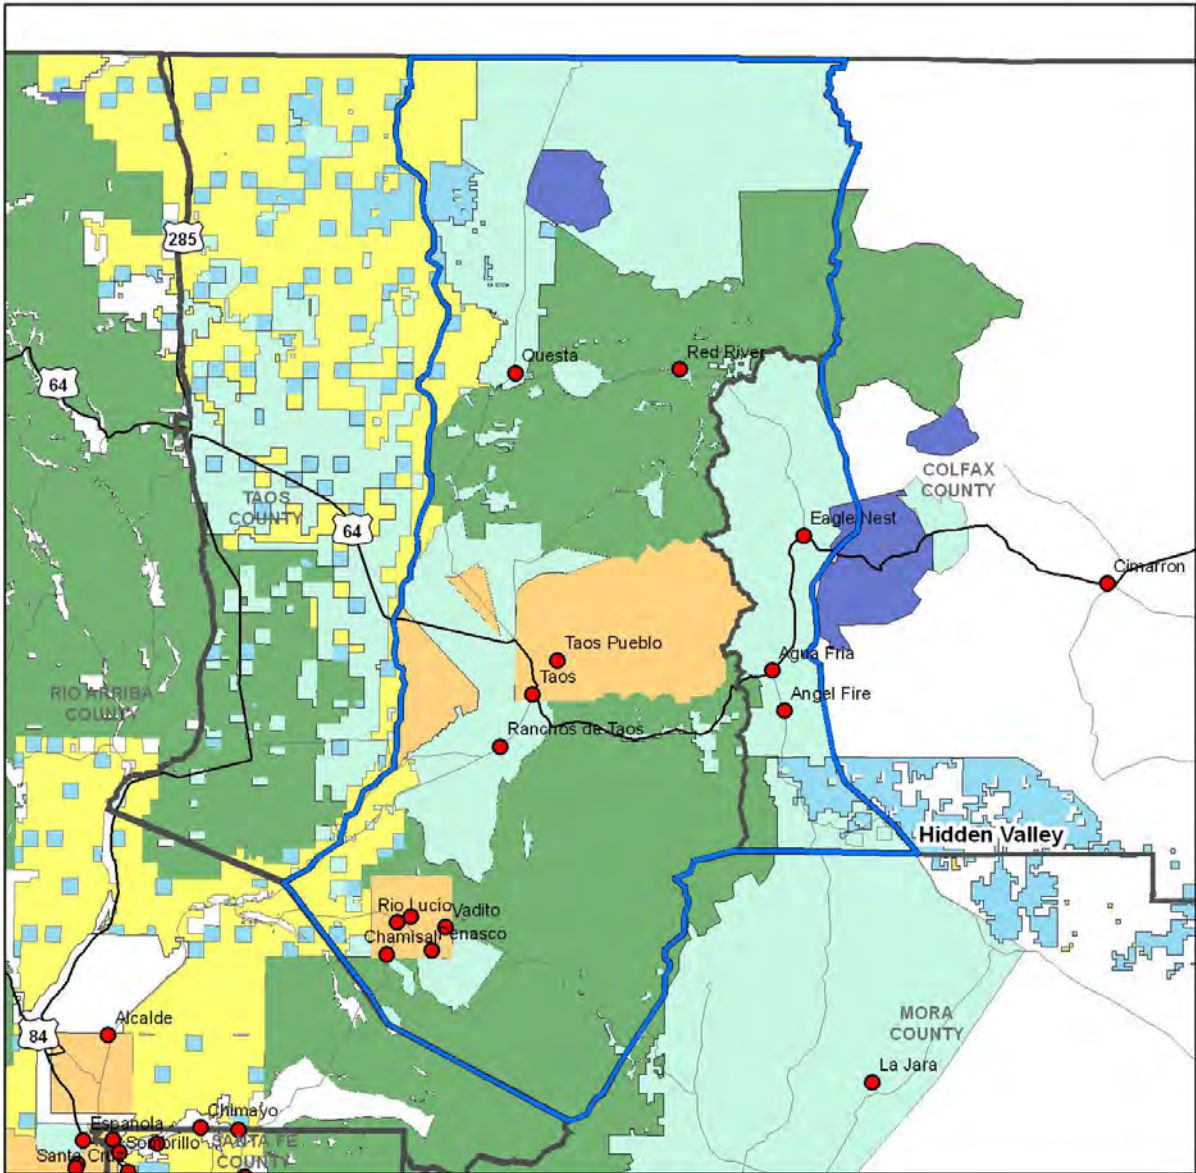 285
64
Questa
Red River
COLFAX
COUNTY
TAOS
COUNTY
64
Eagle Nest
Cimarron
Taos Pueblo
Agua Fria
Taos
Angel Fire
RIO ARRIBA
COUNTY
Ranchos de Taos
Hidden Valley
Rio Lucio
Vadito
Chamisal
Penasco
84
Alcalde
MORA
COUNTY
La Jara
Chimayo
Espanola
Sombrillo
SANTA FE
COUNTY
Santa Cruz